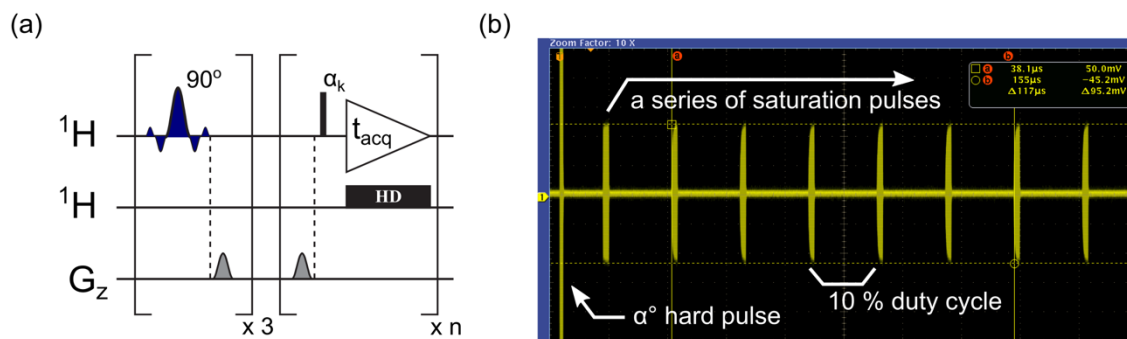 (a)
90°
αk
¹H
tacq
¹H
HD
Gz
x 3
x n
(b)
Zoom Factor: 10 X
a
b
a 38.1µs 50.0mV
b 155µs −45.2mV
Δ117µs Δ95.2mV
a series of saturation pulses
1
10 % duty cycle
α° hard pulse